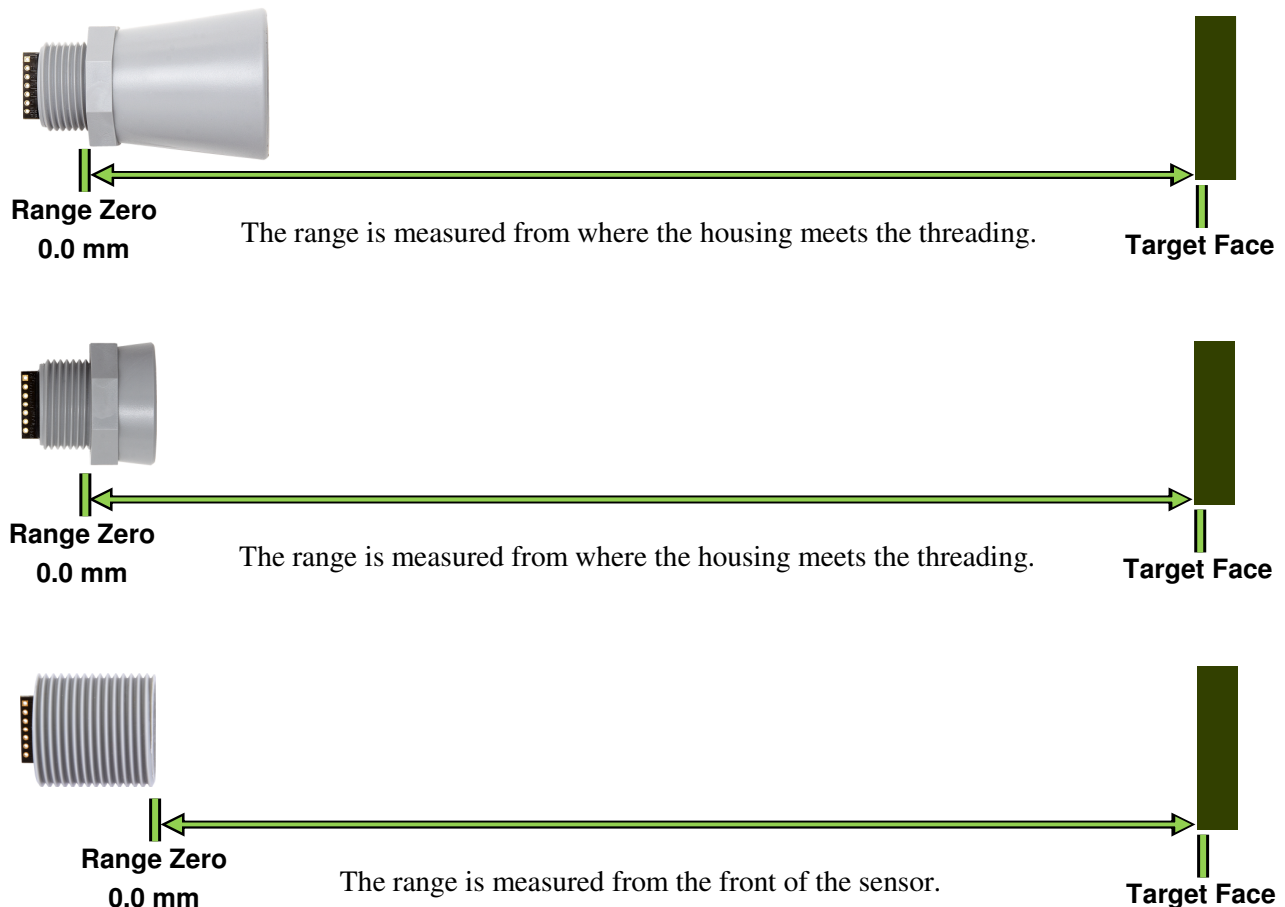 Range Zero
0.0 mm
The range is measured from where the housing meets the threading.
Target Face
Range Zero
0.0 mm
The range is measured from where the housing meets the threading.
Target Face
Range Zero
0.0 mm
The range is measured from the front of the sensor.
Target Face